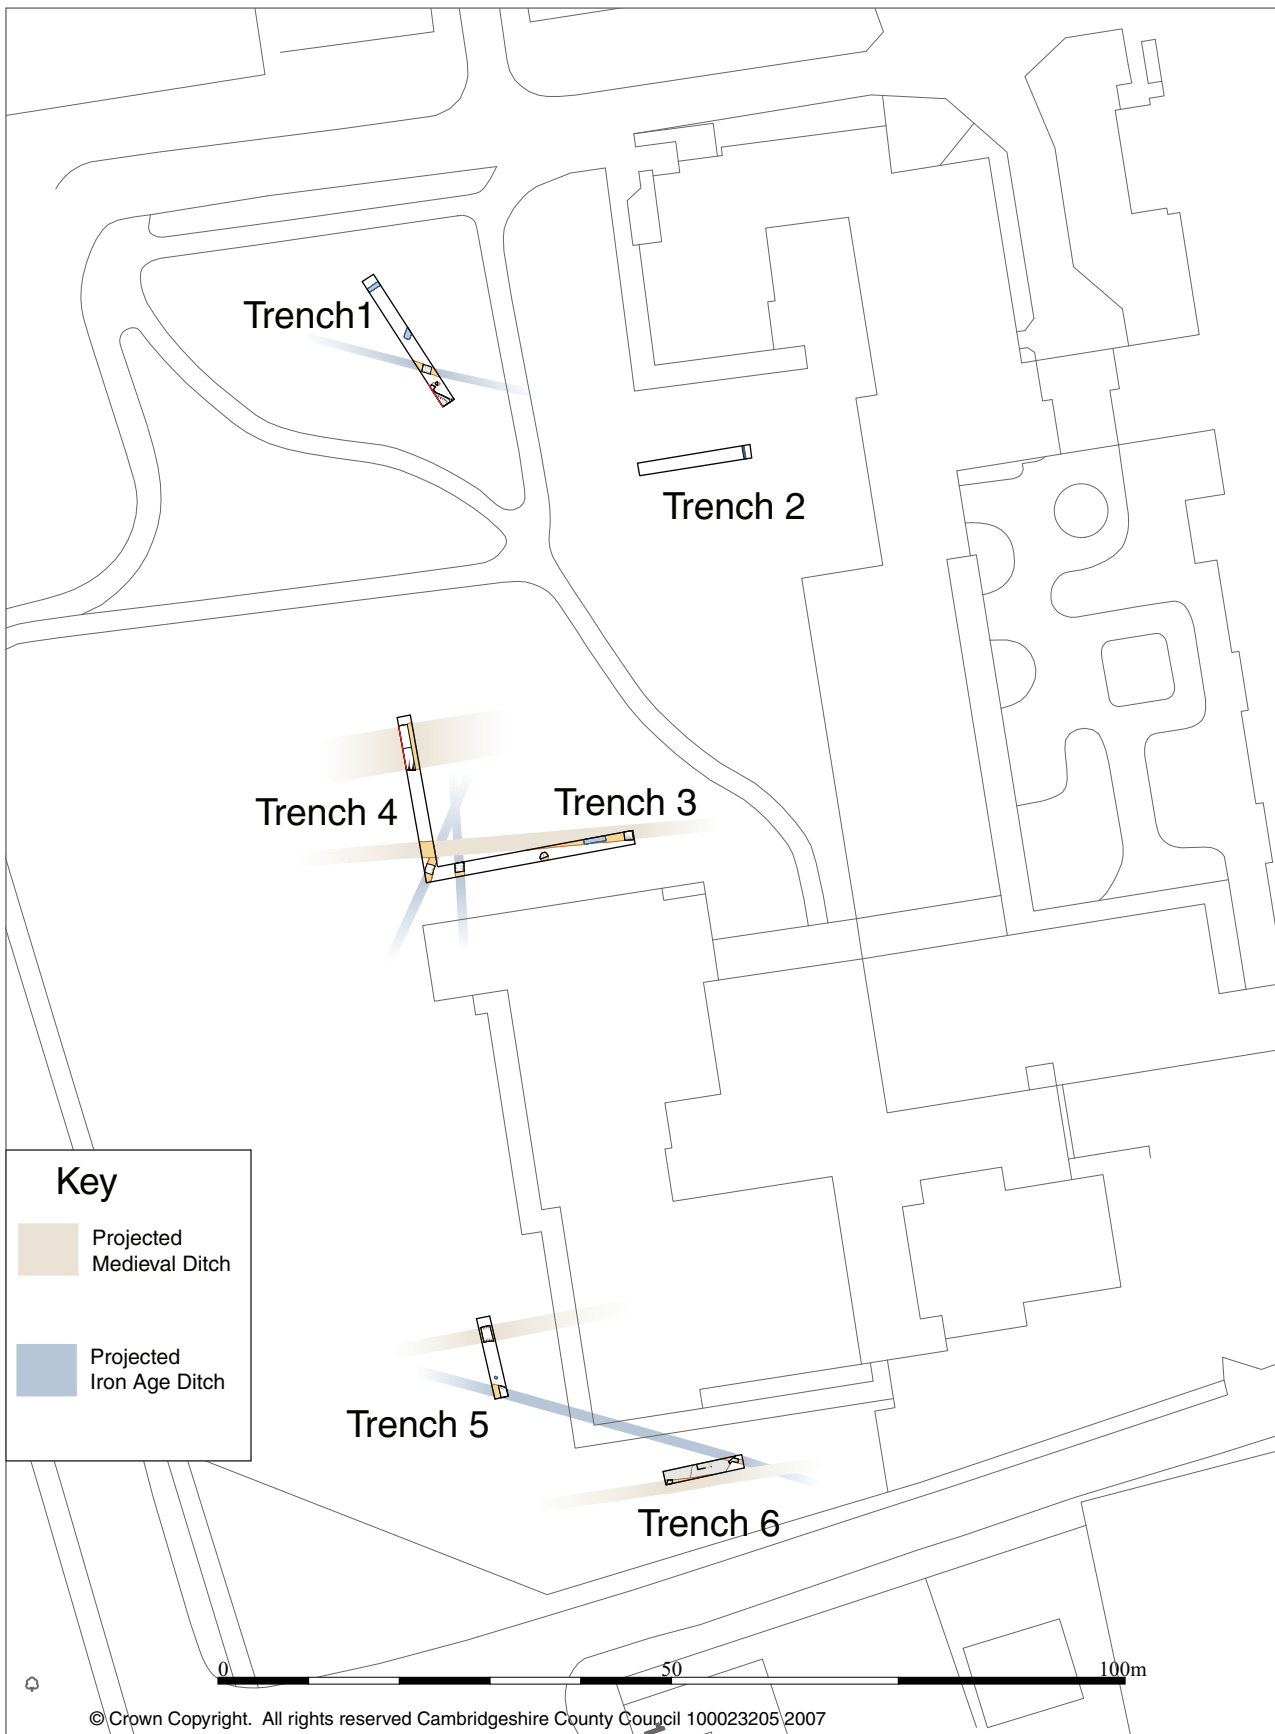 Trench1
Trench 2
Trench 4
Trench 3
Key
Projected
Medieval Ditch
Projected
Iron Age Ditch
Trench 5
Trench 6
0 50 100m
© Crown Copyright. All rights reserved Cambridgeshire County Council 100023205 2007